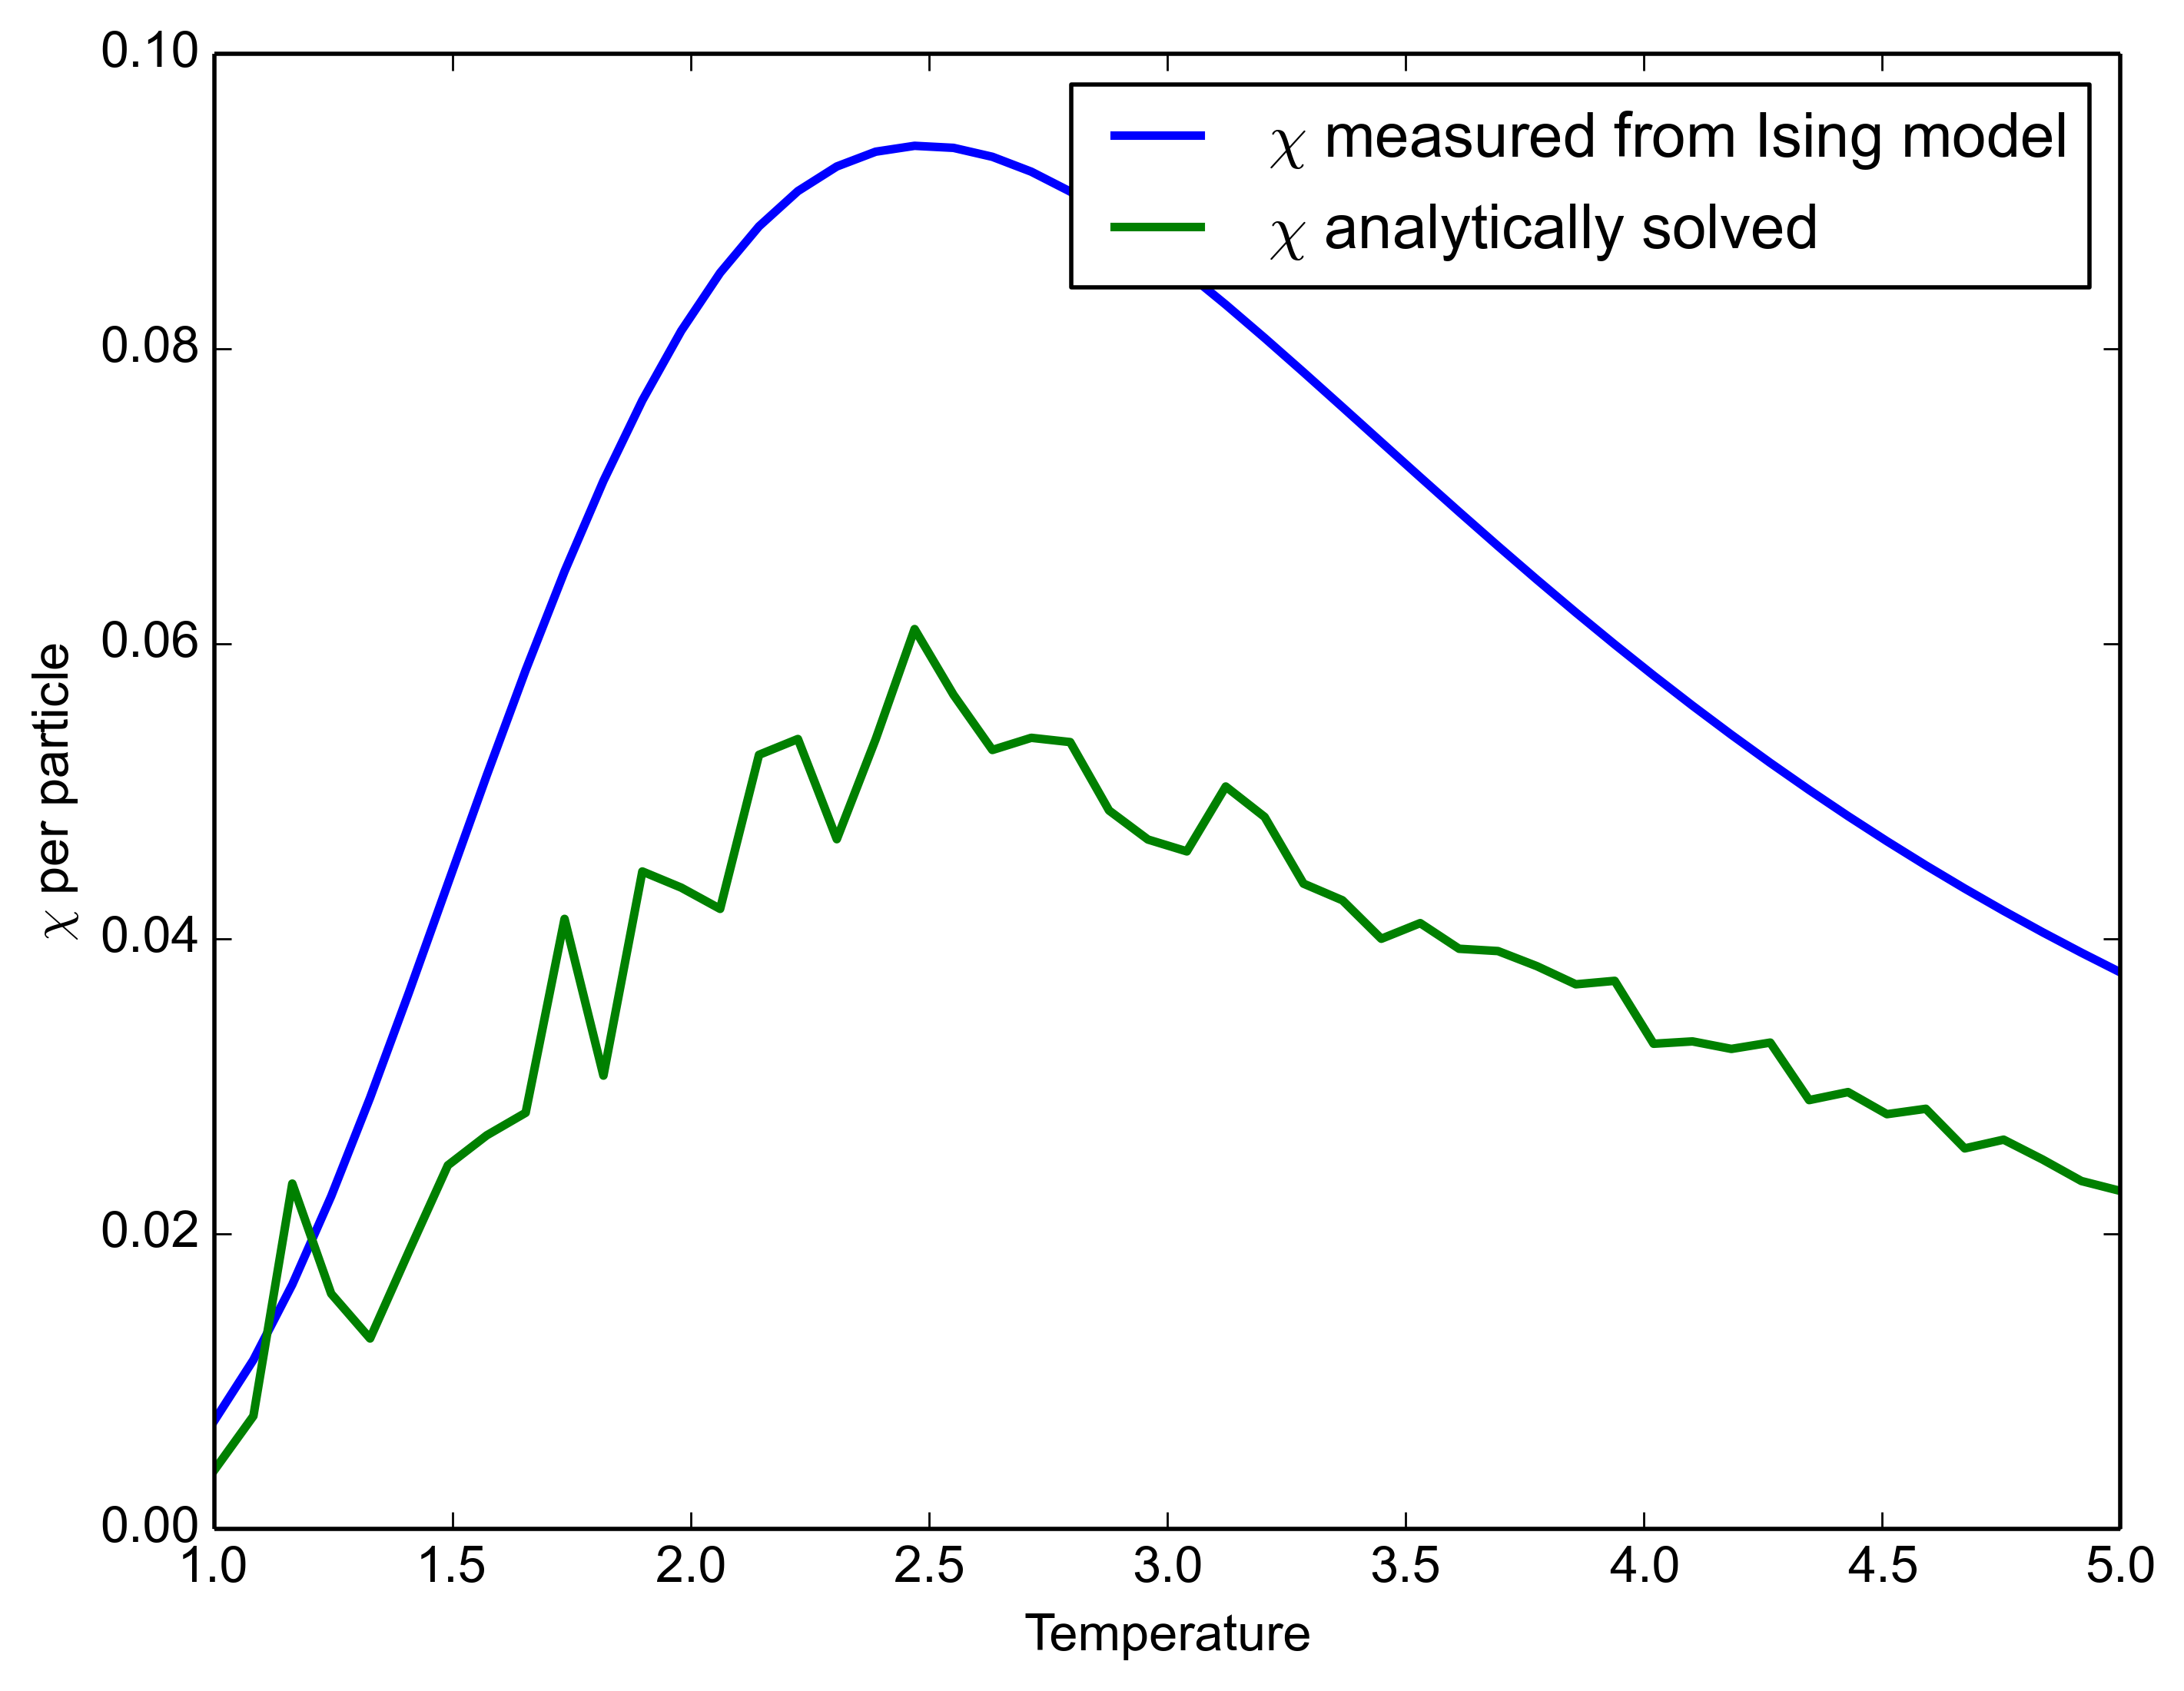 χ measured from Ising model
χ analytically solved
χ per particle
0.10
0.08
0.06
0.04
0.02
0.00
1.0 1.5 2.0 2.5 3.0 3.5 4.0 4.5 5.0
Temperature